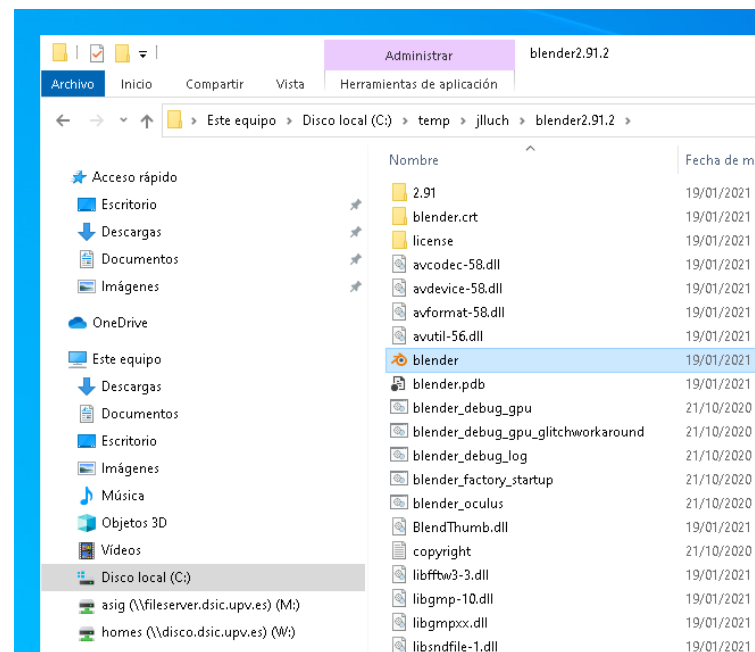 Administrar
blender2.91.2
Archivo
Inicio
Compartir
Vista
Herramientas de aplicación
Este equipo > Disco local (C:) > temp > jlluch > blender2.91.2 >
Nombre
Fecha de m
Acceso rápido
Escritorio
Descargas
Documentos
Imágenes
OneDrive
Este equipo
Descargas
Documentos
Escritorio
Imágenes
Música
Objetos 3D
Vídeos
Disco local (C:)
asig (\\fileserver.dsic.upv.es) (M:)
homes (\\disco.dsic.upv.es) (W:)
2.91 19/01/2021
blender.crt 19/01/2021
license 19/01/2021
avcodec-58.dll 19/01/2021
avdevice-58.dll 19/01/2021
avformat-58.dll 19/01/2021
avutil-56.dll 19/01/2021
blender 19/01/2021
blender.pdb 19/01/2021
blender_debug_gpu 21/10/2020
blender_debug_gpu_glitchworkaround 21/10/2020
blender_debug_log 21/10/2020
blender_factory_startup 21/10/2020
blender_oculus 21/10/2020
BlendThumb.dll 19/01/2021
copyright 21/10/2020
libfftw3-3.dll 19/01/2021
libgmp-10.dll 19/01/2021
libgmpxx.dll 19/01/2021
libsndfile-1.dll 19/01/2021